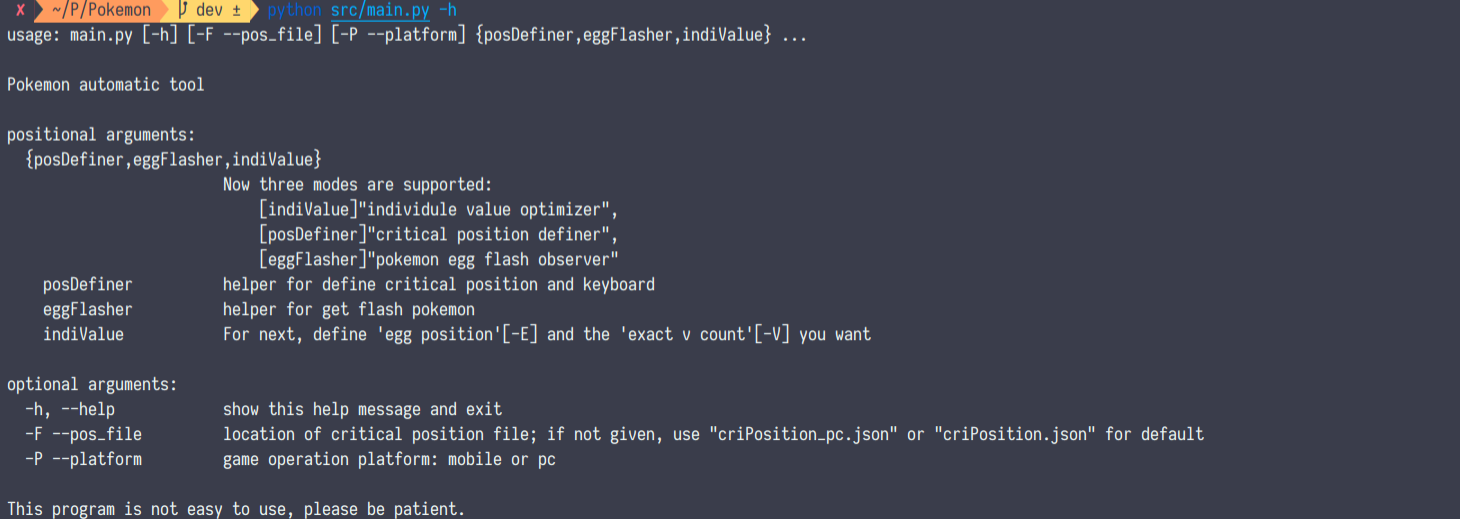 ✗ ~/P/Pokemon dev ± python src/main.py -h
usage: main.py [-h] [-F --pos_file] [-P --platform] {posDefiner,eggFlasher,indiValue} ...
Pokemon automatic tool
positional arguments:
{posDefiner,eggFlasher,indiValue}
Now three modes are supported:
[indiValue]"individule value optimizer",
[posDefiner]"critical position definer",
[eggFlasher]"pokemon egg flash observer"
posDefiner helper for define critical position and keyboard
eggFlasher helper for get flash pokemon
indiValue For next, define 'egg position'[-E] and the 'exact v count'[-V] you want
optional arguments:
-h, --help show this help message and exit
-F --pos_file location of critical position file; if not given, use "criPosition_pc.json" or "criPosition.json" for default
-P --platform game operation platform: mobile or pc
This program is not easy to use, please be patient.